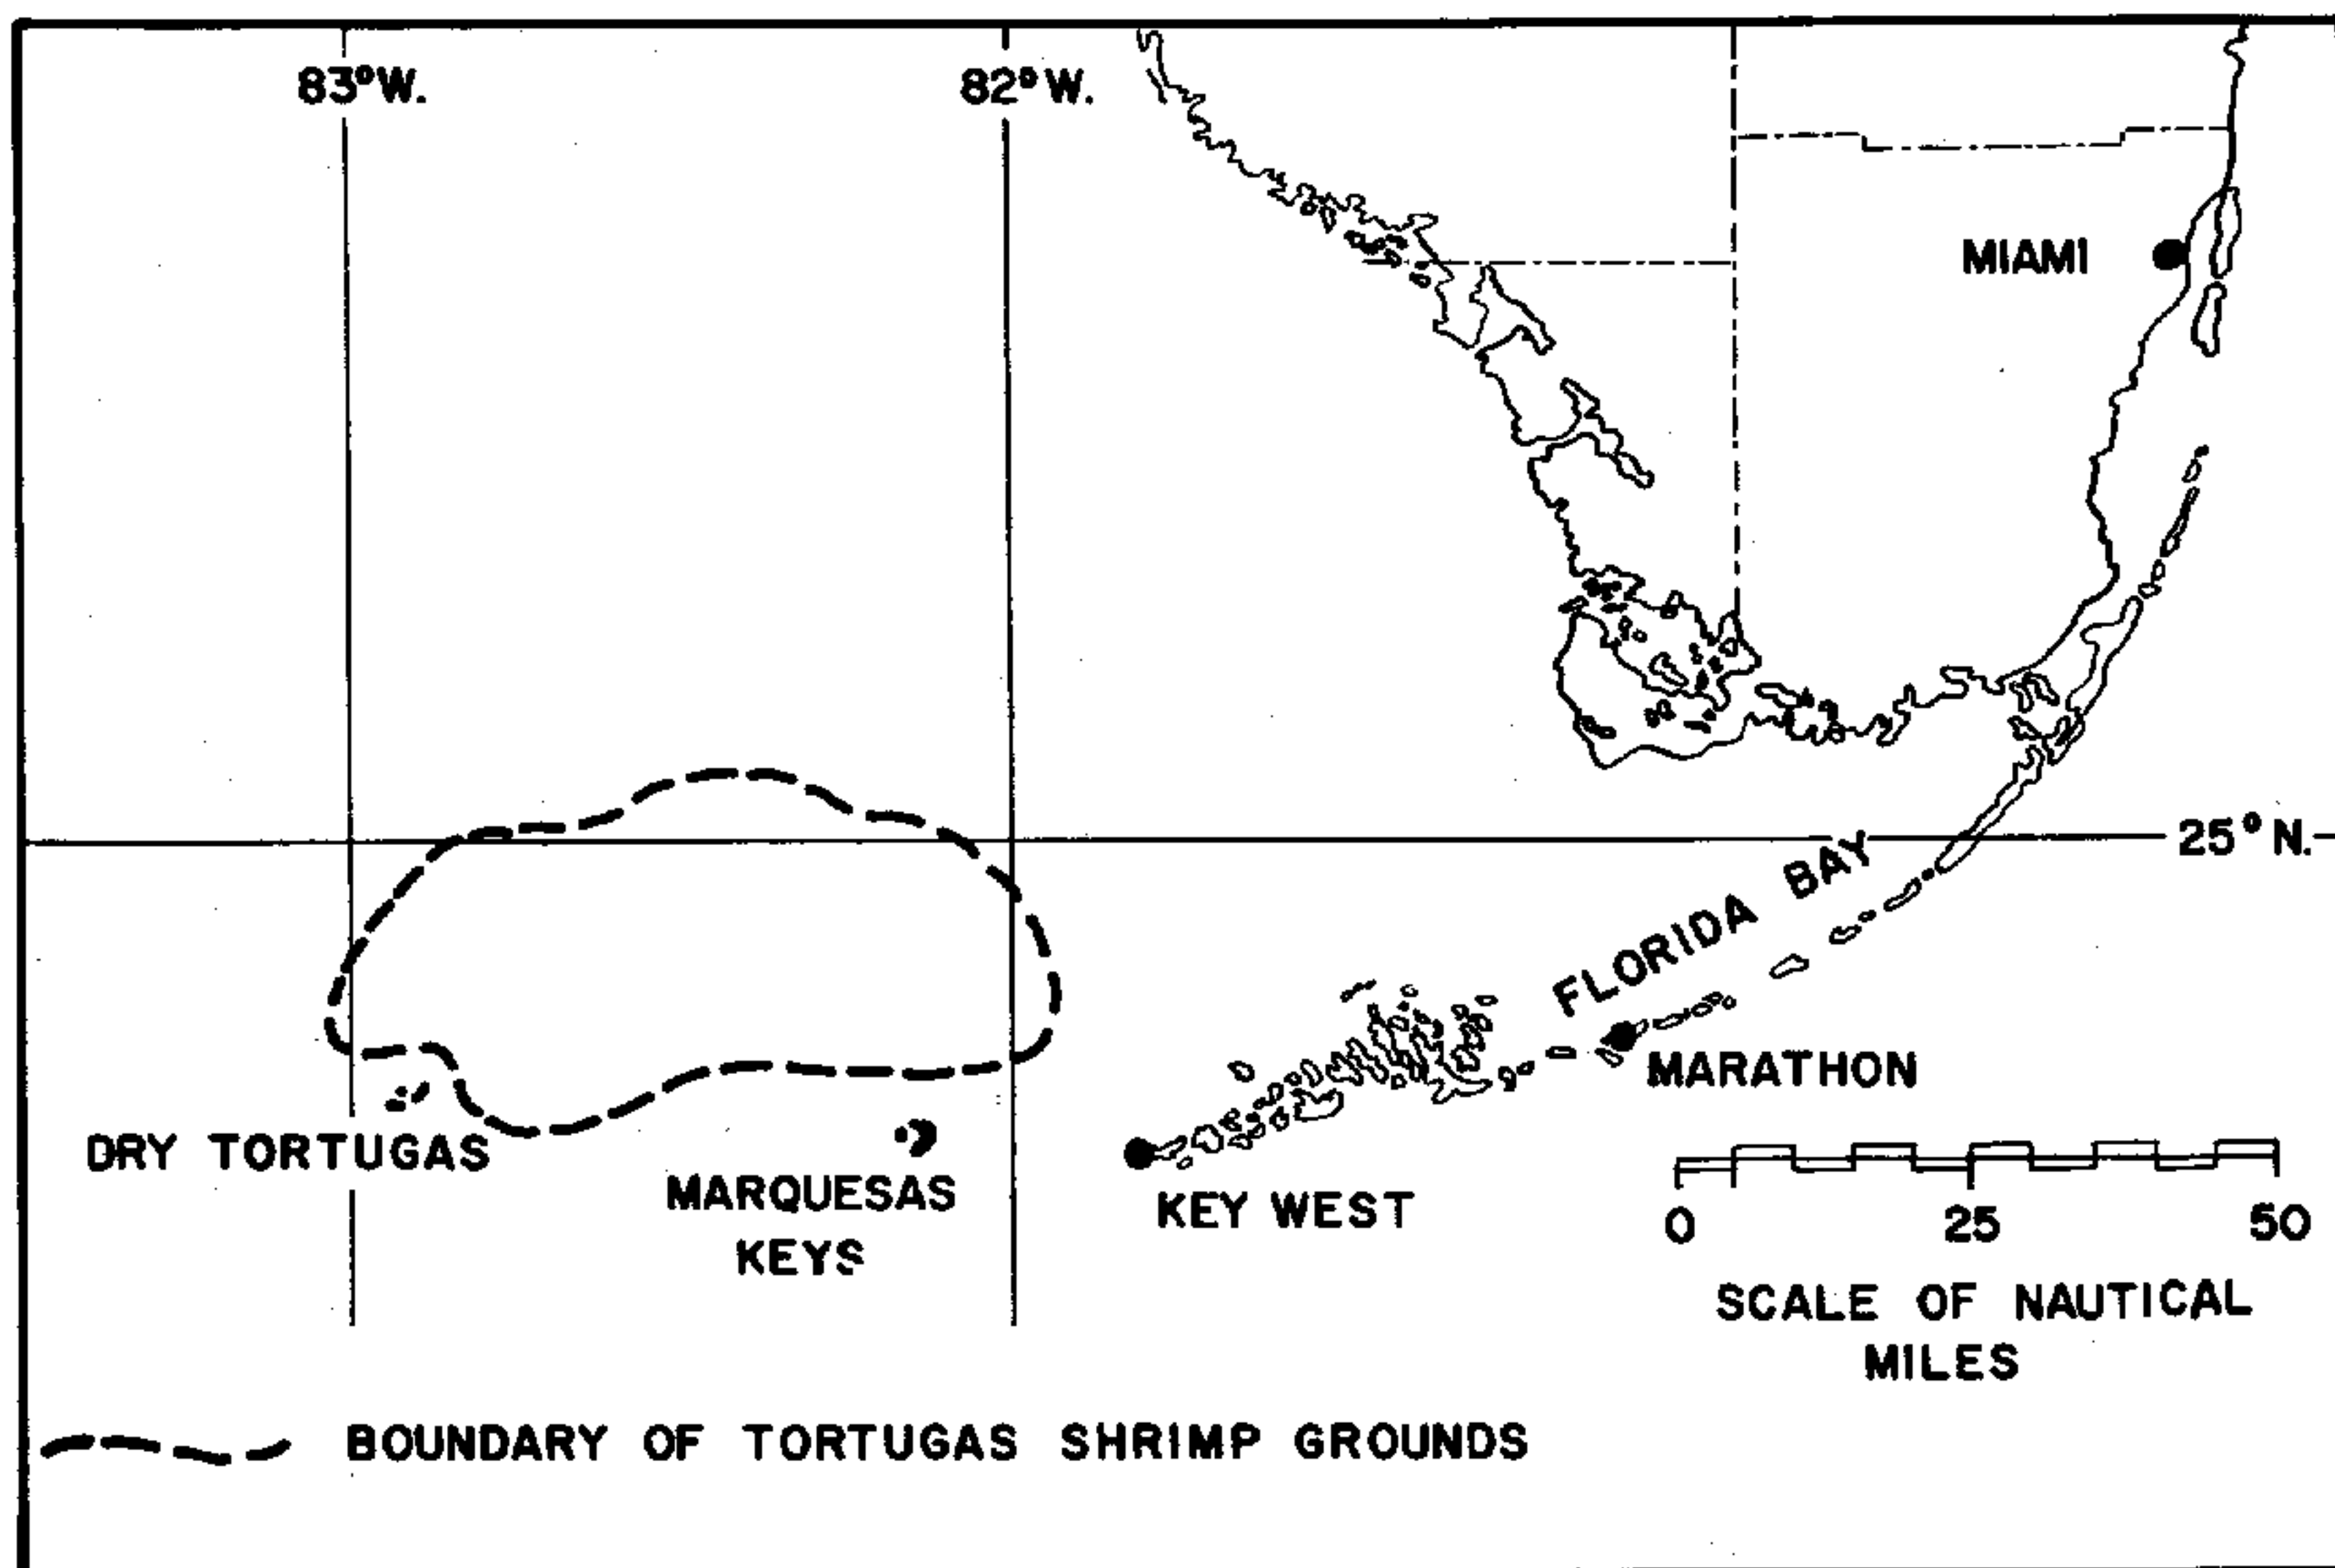 83°W.
82°W.
MIAMI
25°N.
FLORIDA BAY
MARATHON
DRY TORTUGAS
MARQUESAS
KEYS
KEY WEST
0 25 50
SCALE OF NAUTICAL
MILES
BOUNDARY OF TORTUGAS SHRIMP GROUNDS